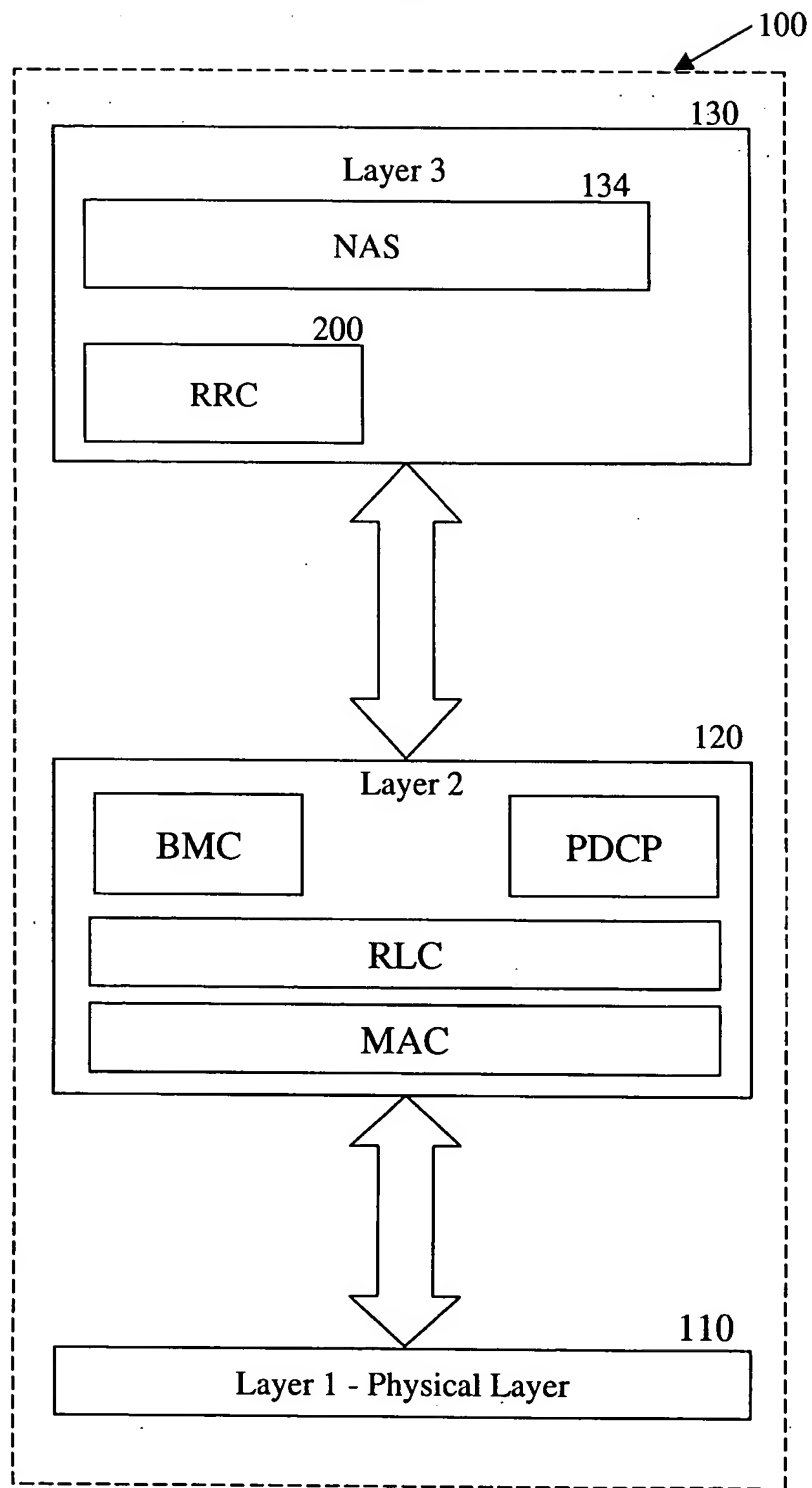 100
130
Layer 3
134
NAS
200
RRC
120
Layer 2
BMC
PDCP
RLC
MAC
110
Layer 1 - Physical Layer